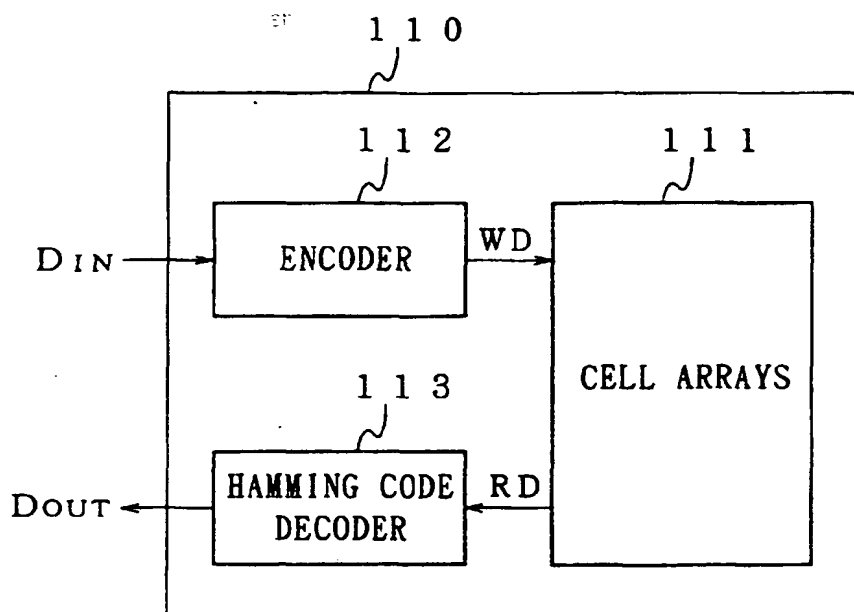 110
112
111
DIN
ENCODER
WD
CELL ARRAYS
113
DOUT
HAMMING CODE
DECODER
RD